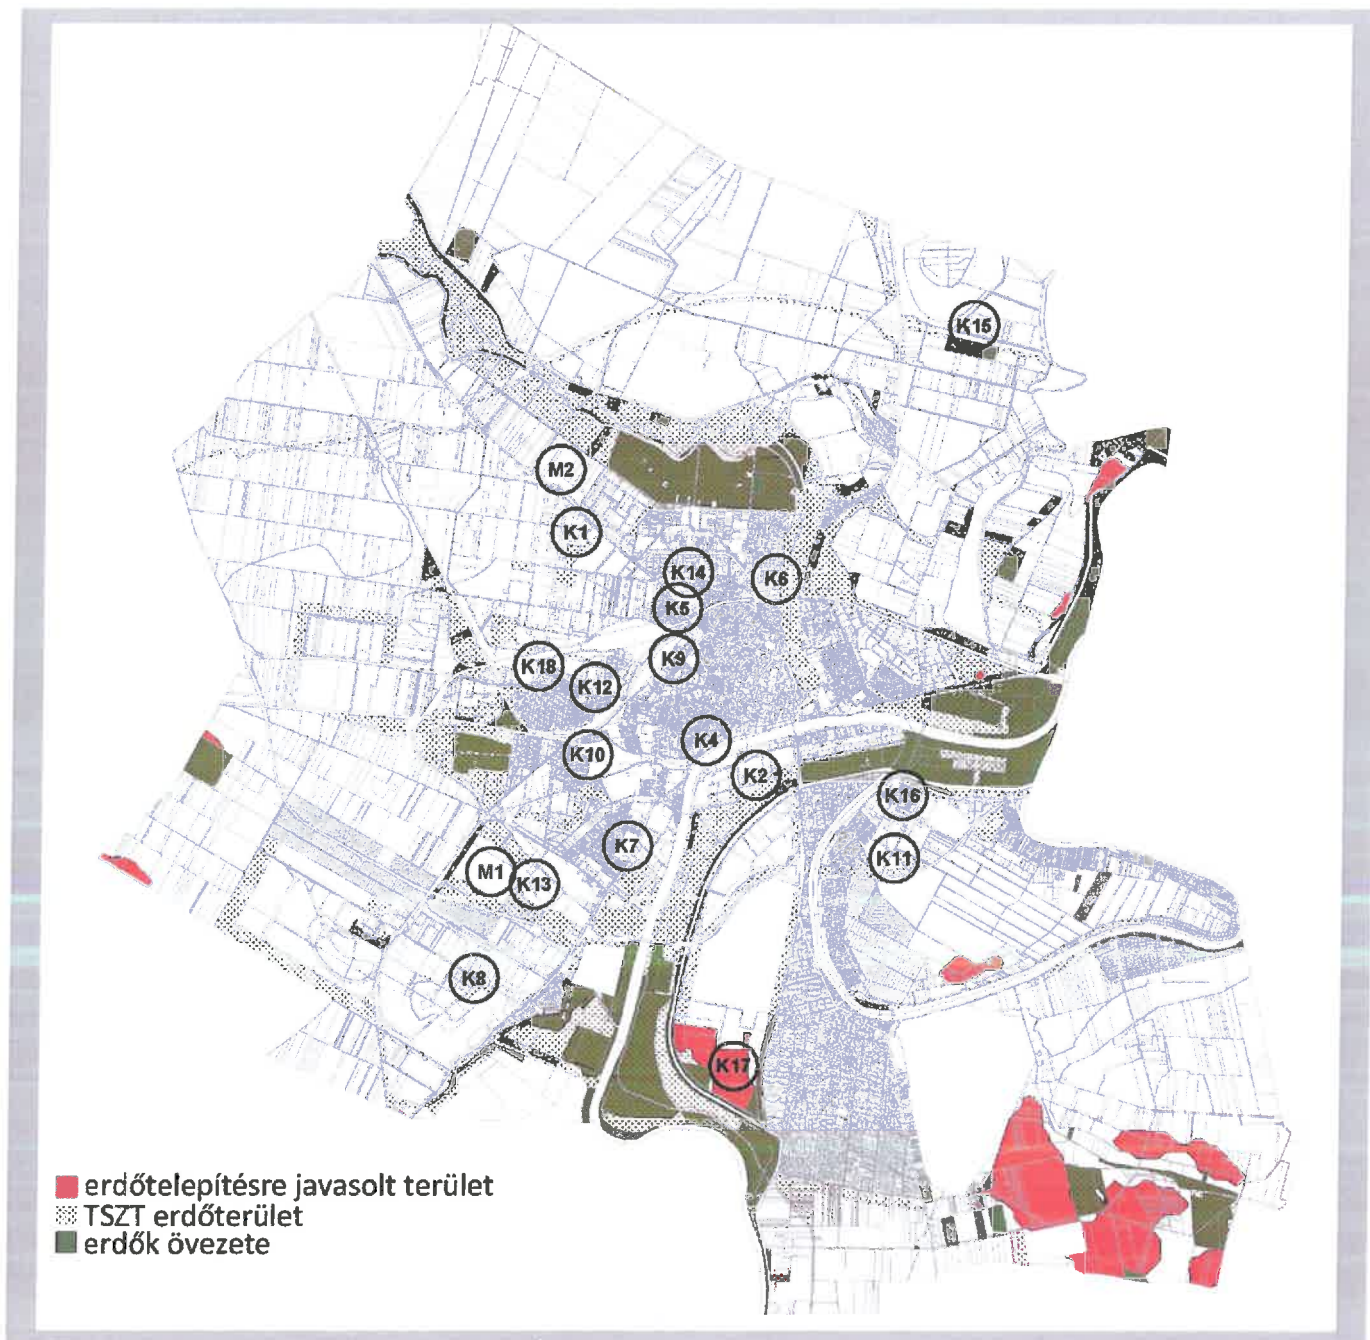 K15
M2
K1
K14
K6
K5
K9
K18
K12
K4
K10
K2
K16
K7
K11
M1
K13
K8
K17
erdőtelepítésre javasolt terület
TSZT erdőterület
erdők övezete